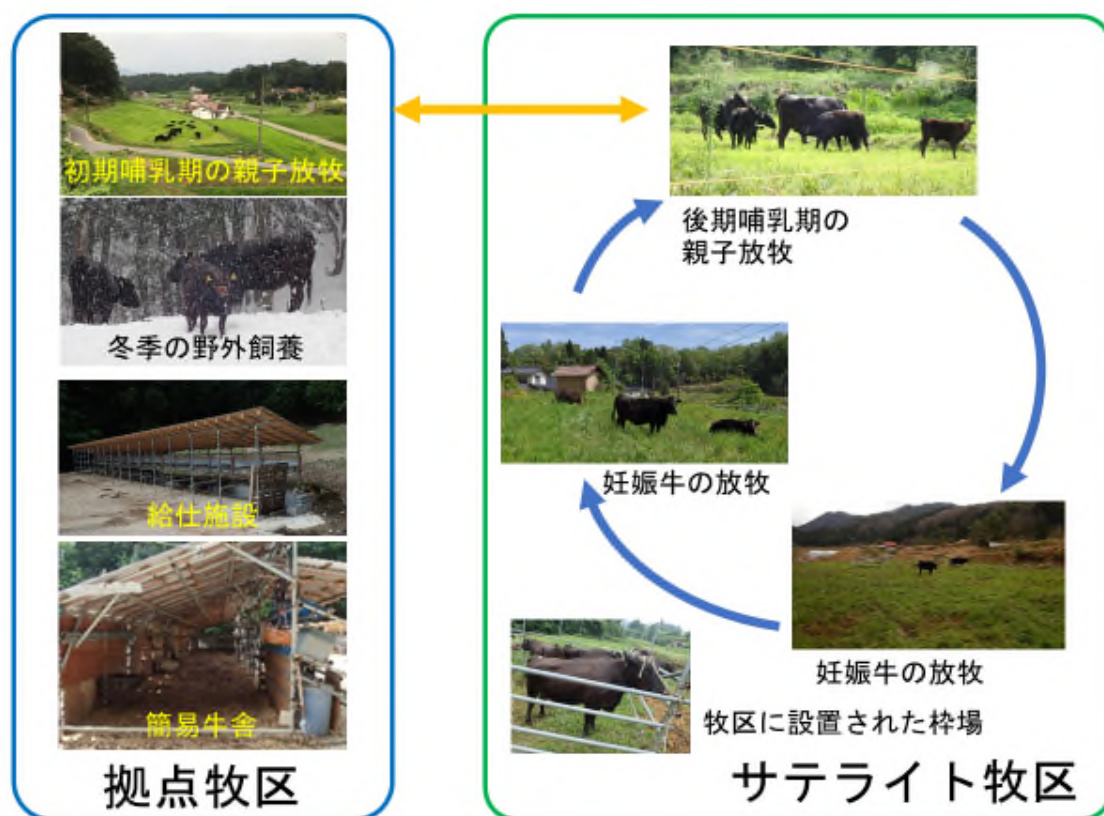 初期哺乳期の親子放牧
冬季の野外飼養
給仕施設
簡易牛舎
拠点牧区
後期哺乳期の
親子放牧
妊娠牛の放牧
妊娠牛の放牧
牧区に設置された枠場
サテライト牧区